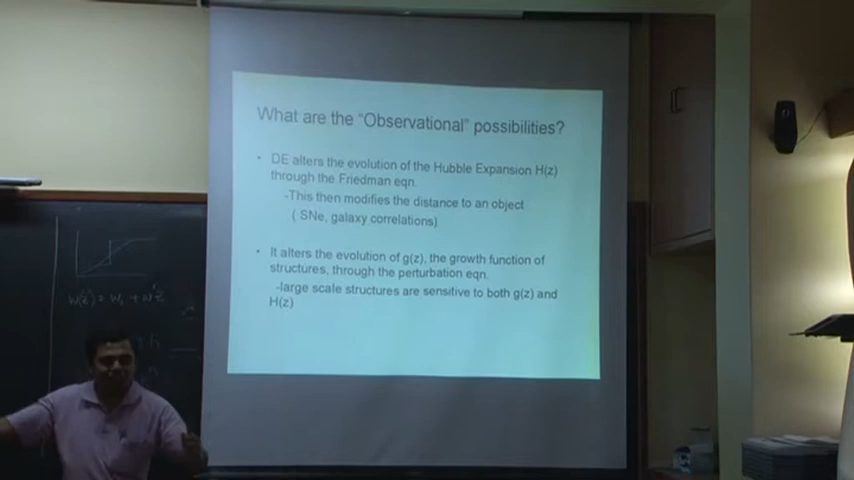 What are the "Observational" possibilities?
• DE alters the evolution of the Hubble Expansion H(z)
through the Friedman eqn.
-This then modifies the distance to an object
( SNe, galaxy correlations)
• It alters the evolution of g(z), the growth function of
structures, through the perturbation eqn.
-large scale structures are sensitive to both g(z) and
H(z)